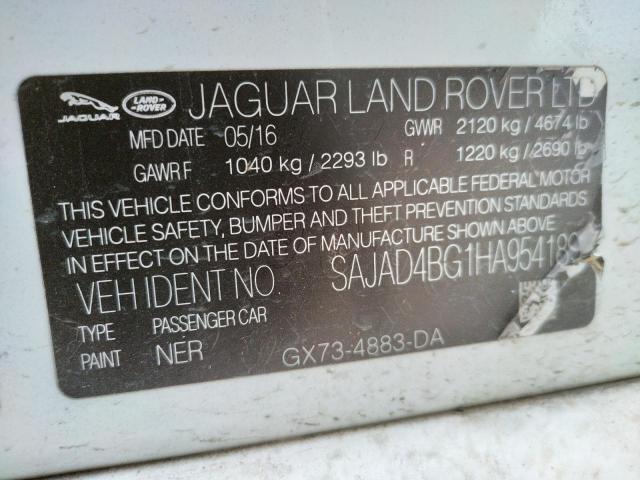 JAGUAR LAND ROVER JAGUAR LAND ROVER LTD
MFD DATE 05/16 GVWR 2120 kg / 4674 lb
GAWR F 1040 kg / 2293 lb R 1220 kg / 2690 lb
THIS VEHICLE CONFORMS TO ALL APPLICABLE FEDERAL MOTOR
VEHICLE SAFETY, BUMPER AND THEFT PREVENTION STANDARDS
IN EFFECT ON THE DATE OF MANUFACTURE SHOWN ABOVE
VEH IDENT NO
TYPE PASSENGER CAR
PAINT NER GX73-4883-DA